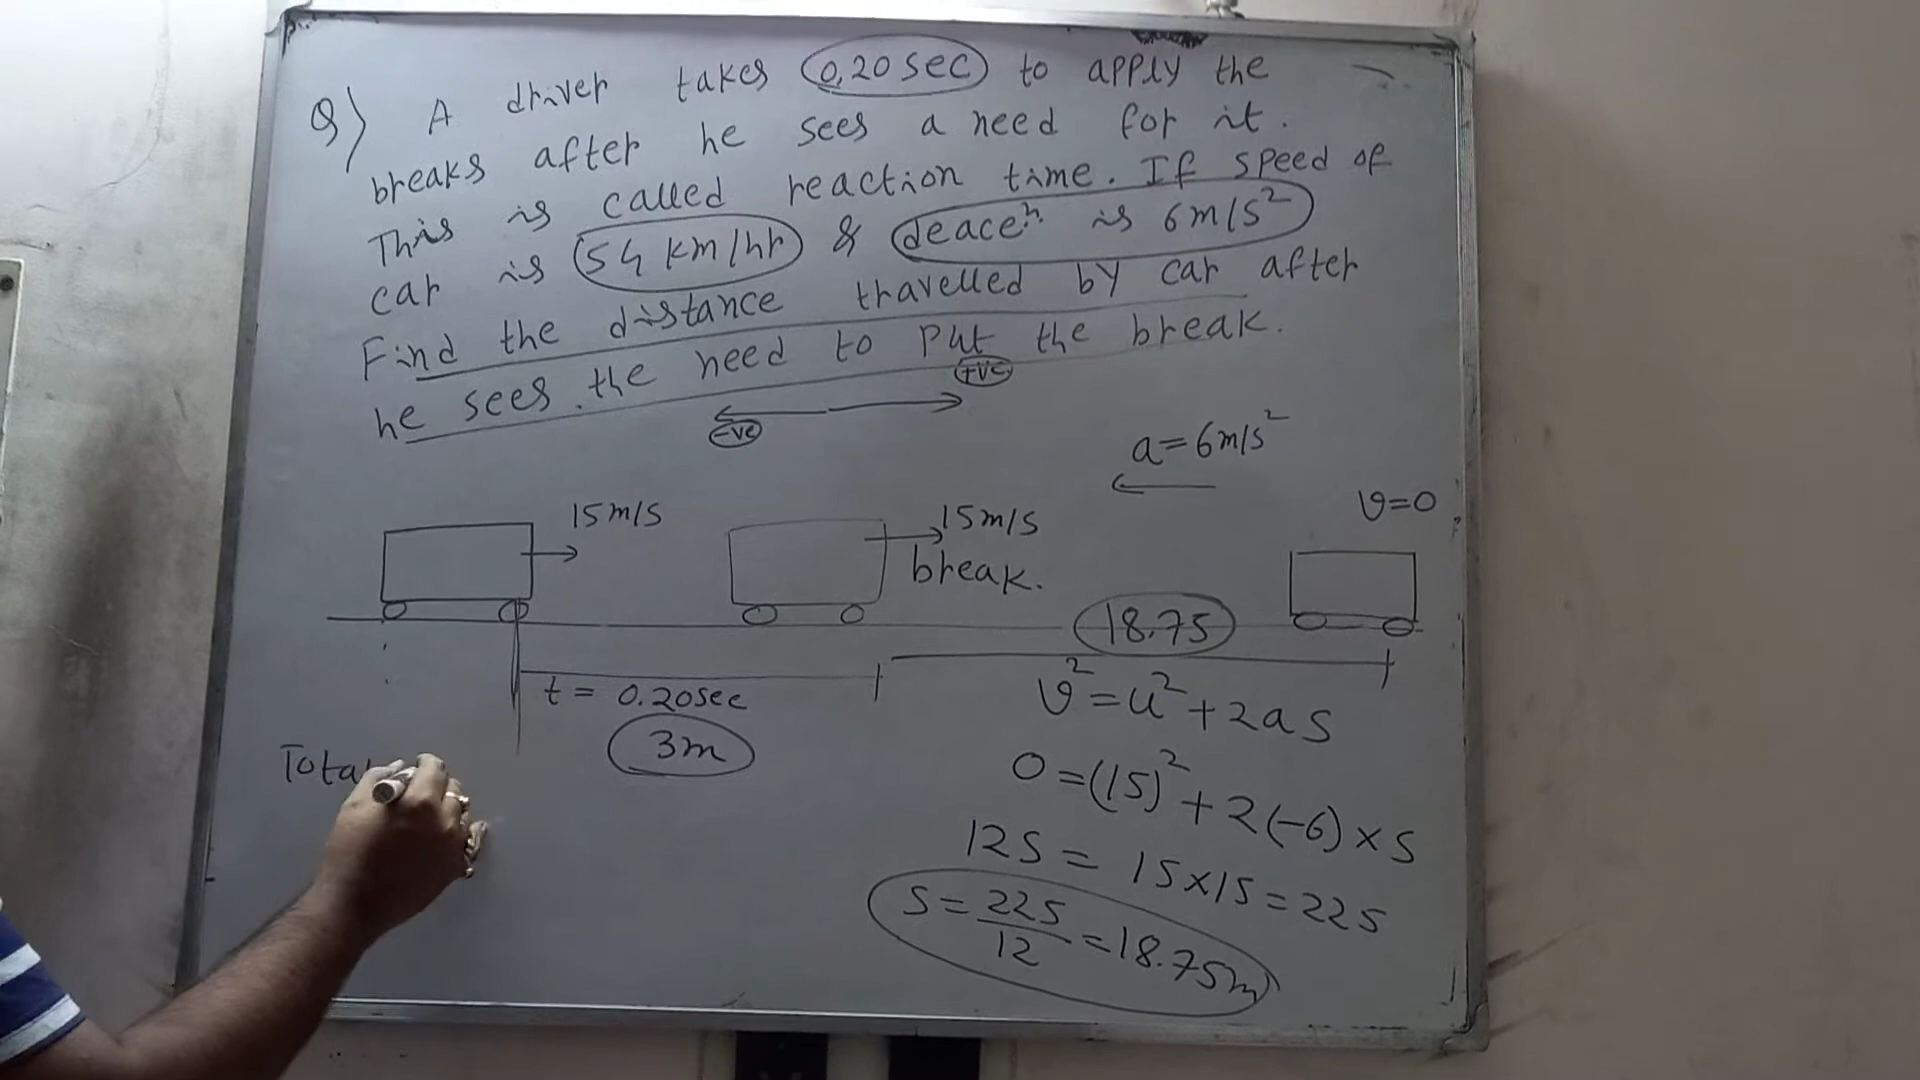 Q) A driver takes 0.20 sec to apply the
breaks after he sees a need for it.
This is called reaction time. If speed of
car is 54 km/hr & deaceⁿ. is 6m/s²
Find the distance travelled by car after
he sees the need to put the break.
-ve +ve
a=6m/s²
15m/s 15m/s v=0
break.
18.75
t = 0.20sec
3m
v²=u²+2as
0=(15)²+2(-6)×s
12s = 15×15=225
s=225/12=18.75m
Tota